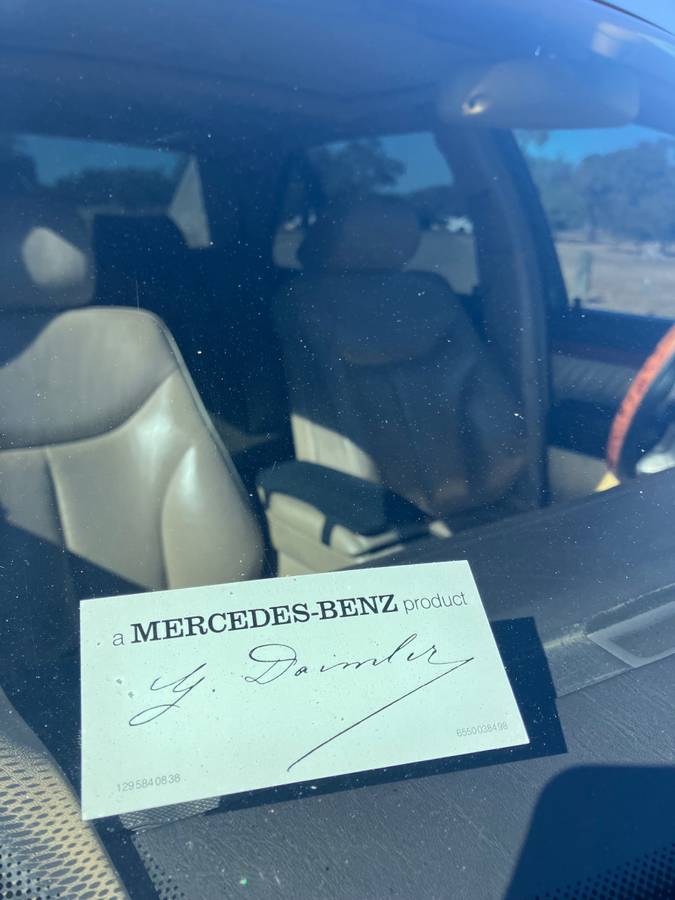 a MERCEDES-BENZ product
G. Daimler
6550038498
1295840838